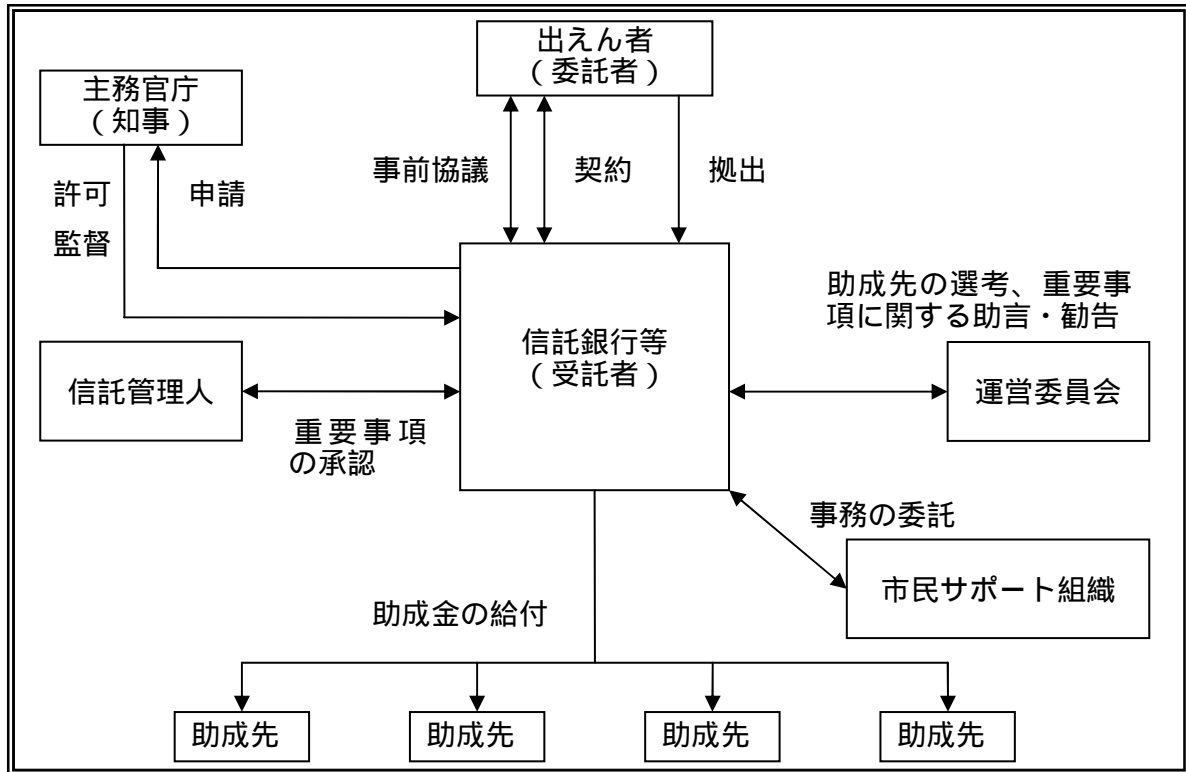 出えん者
（委託者）
主務官庁
（知事）
許可
監督
申請
事前協議
契約
拠出
助成先の選考、重要事
項に関する助言・勧告
信託銀行等
（受託者）
信託管理人
運営委員会
重要事項
の承認
事務の委託
市民サポート組織
助成金の給付
助成先
助成先
助成先
助成先